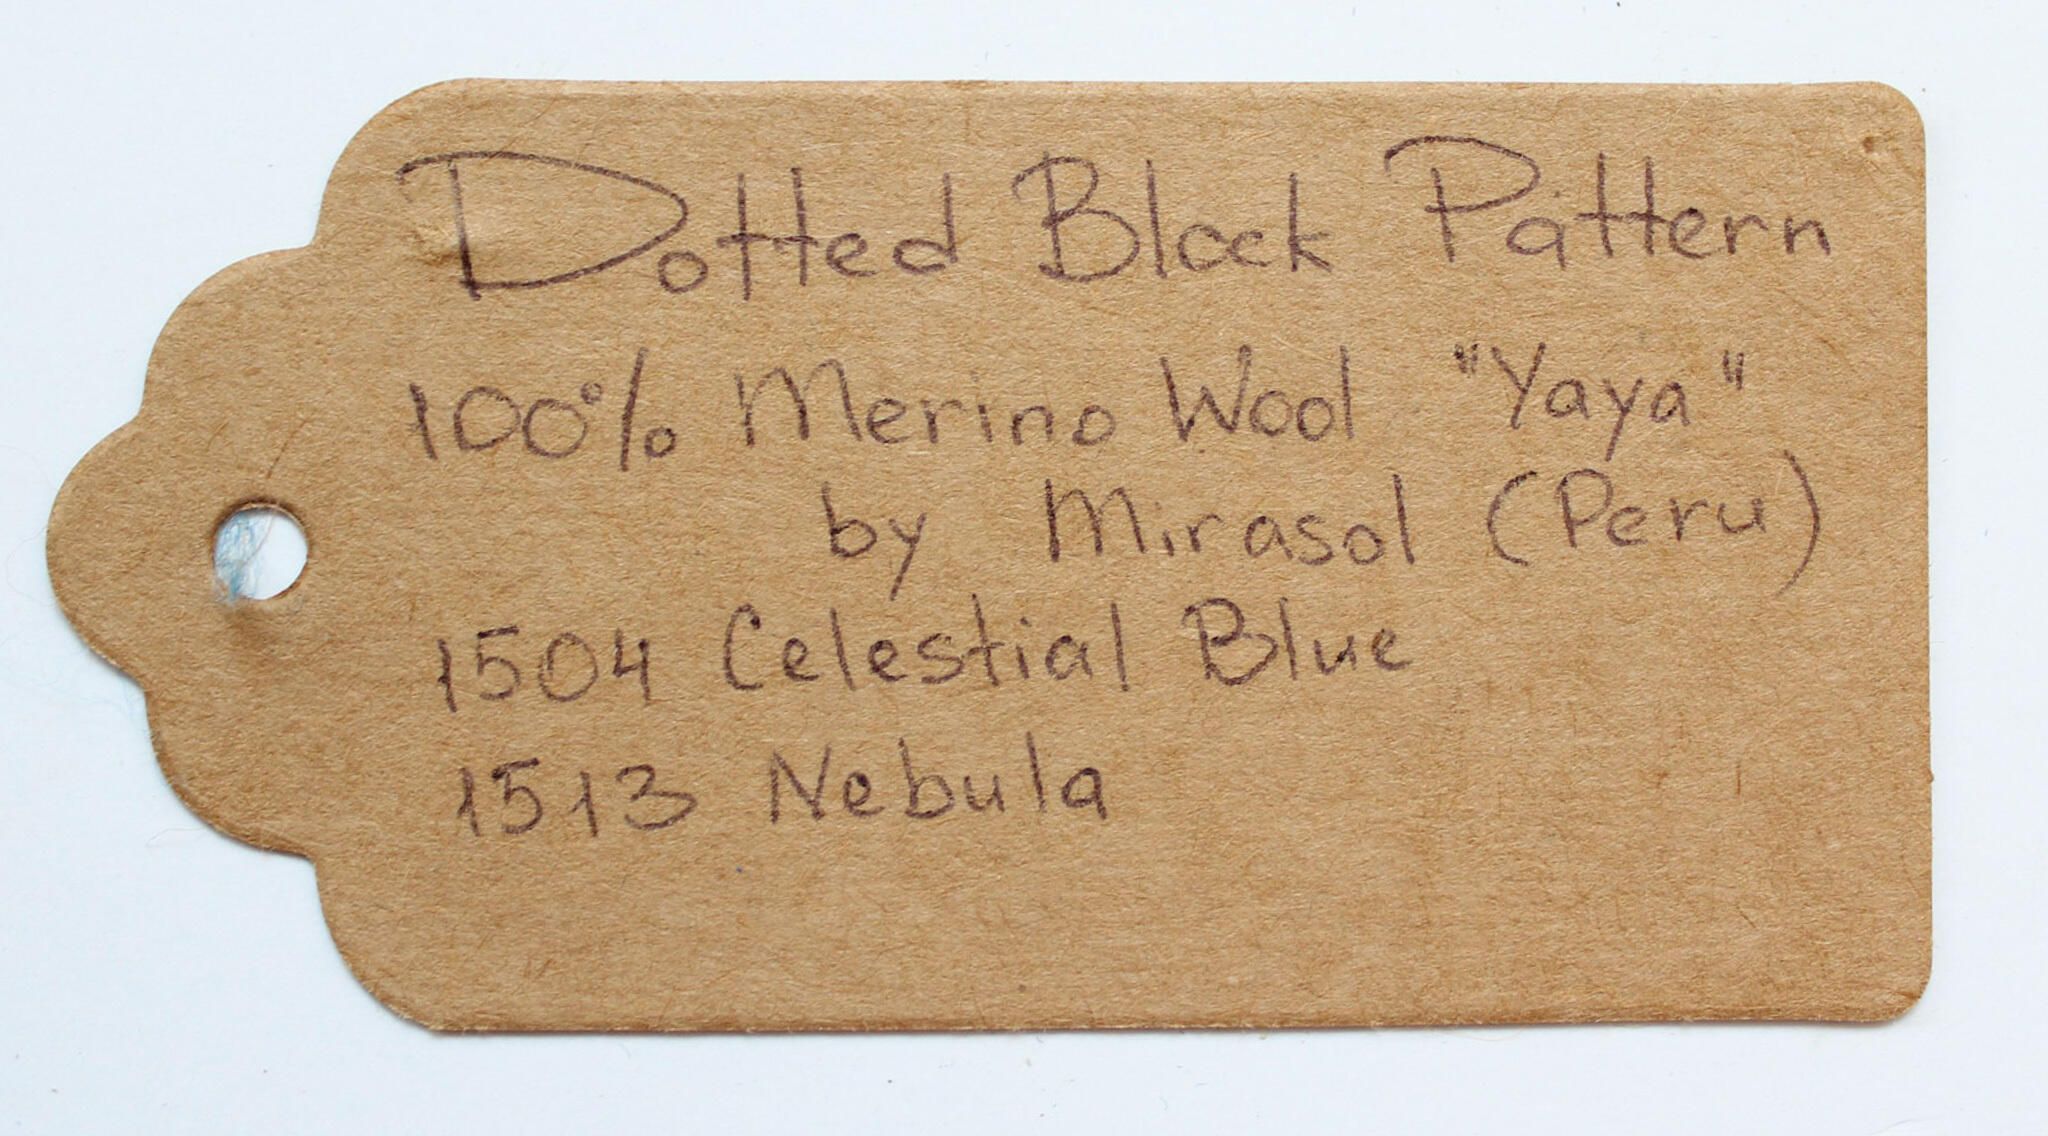 Dotted Block Pattern
100% Merino Wool "Yaya"
by Mirasol (Peru)
1504 Celestial Blue
1513 Nebula